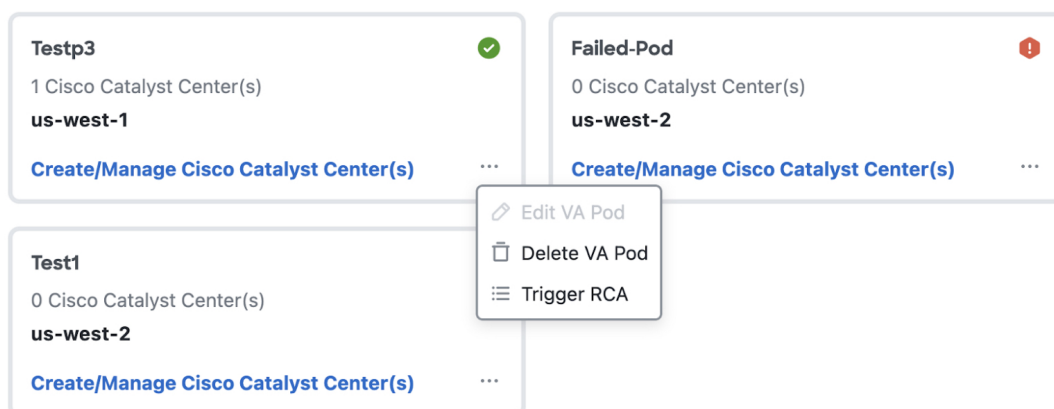 Testp3
1 Cisco Catalyst Center(s)
us-west-1
Create/Manage Cisco Catalyst Center(s)
...
Failed-Pod
0 Cisco Catalyst Center(s)
us-west-2
Create/Manage Cisco Catalyst Center(s)
...
Edit VA Pod
Delete VA Pod
Trigger RCA
Test1
0 Cisco Catalyst Center(s)
us-west-2
Create/Manage Cisco Catalyst Center(s)
...